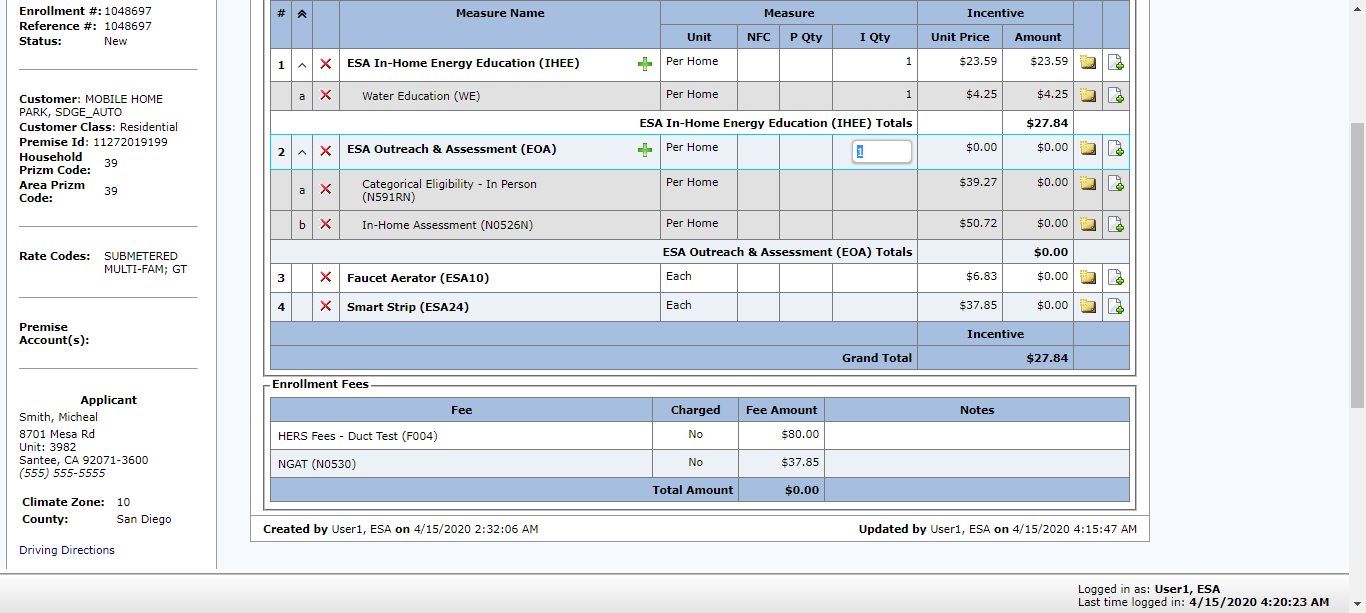 Enrollment #: 1048697
Reference #: 1048697
Status: New
Customer: MOBILE HOME
PARK, SDGE_AUTO
Customer Class: Residential
Premise Id: 11272019199
Household
Prizm Code: 39
Area Prizm
Code: 39
Rate Codes: SUBMETERED
MULTI-FAM; GT
Premise
Account(s):
Applicant
Smith, Micheal
8701 Mesa Rd
Unit: 3982
Santee, CA 92071-3600
(555) 555-5555
Climate Zone: 10
County: San Diego
Driving Directions
# Measure Name Measure Incentive
Unit NFC P Qty I Qty Unit Price Amount
1 ESA In-Home Energy Education (IHEE) Per Home 1 $23.59 $23.59
a Water Education (WE) Per Home 1 $4.25 $4.25
ESA In-Home Energy Education (IHEE) Totals $27.84
2 ESA Outreach & Assessment (EOA) Per Home 1 $0.00 $0.00
a Categorical Eligibility - In Person
(N591RN) Per Home $39.27 $0.00
b In-Home Assessment (N0526N) Per Home $50.72 $0.00
ESA Outreach & Assessment (EOA) Totals $0.00
3 Faucet Aerator (ESA10) Each $6.83 $0.00
4 Smart Strip (ESA24) Each $37.85 $0.00
Incentive
Grand Total $27.84
Enrollment Fees
Fee Charged Fee Amount Notes
HERS Fees - Duct Test (F004) No $80.00
NGAT (N0530) No $37.85
Total Amount $0.00
Created by User1, ESA on 4/15/2020 2:32:06 AM
Updated by User1, ESA on 4/15/2020 4:15:47 AM
Logged in as: User1, ESA
Last time logged in: 4/15/2020 4:20:23 AM